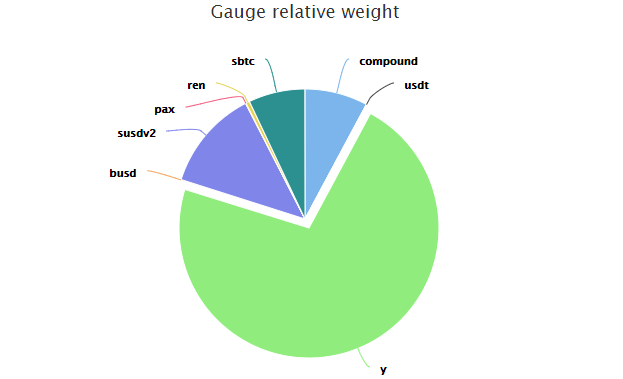 Gauge relative weight
sbtc
compound
ren
usdt
pax
susdv2
busd
y